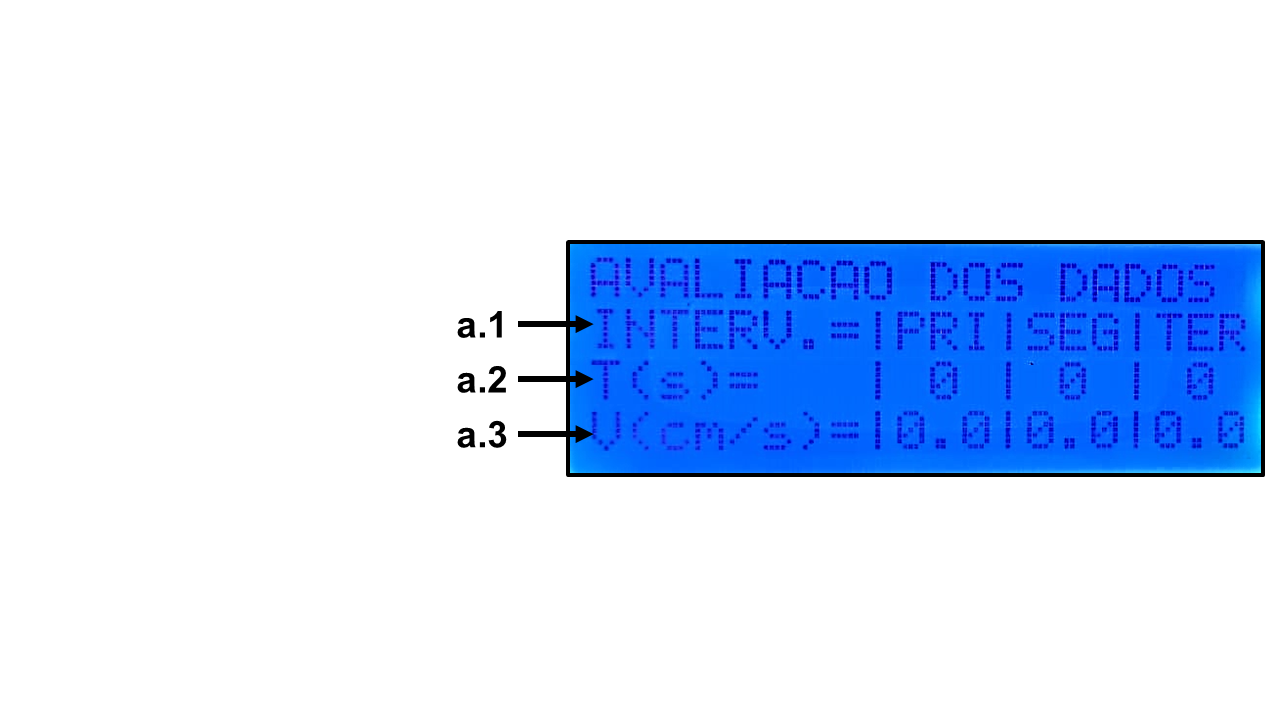 AVALIACAO DOS DADOS
a.1 INTERV.=|PRI|SEG|TER
a.2 T(s)= | 0 | 0 | 0
a.3 V(cm/s)=|0.0|0.0|0.0